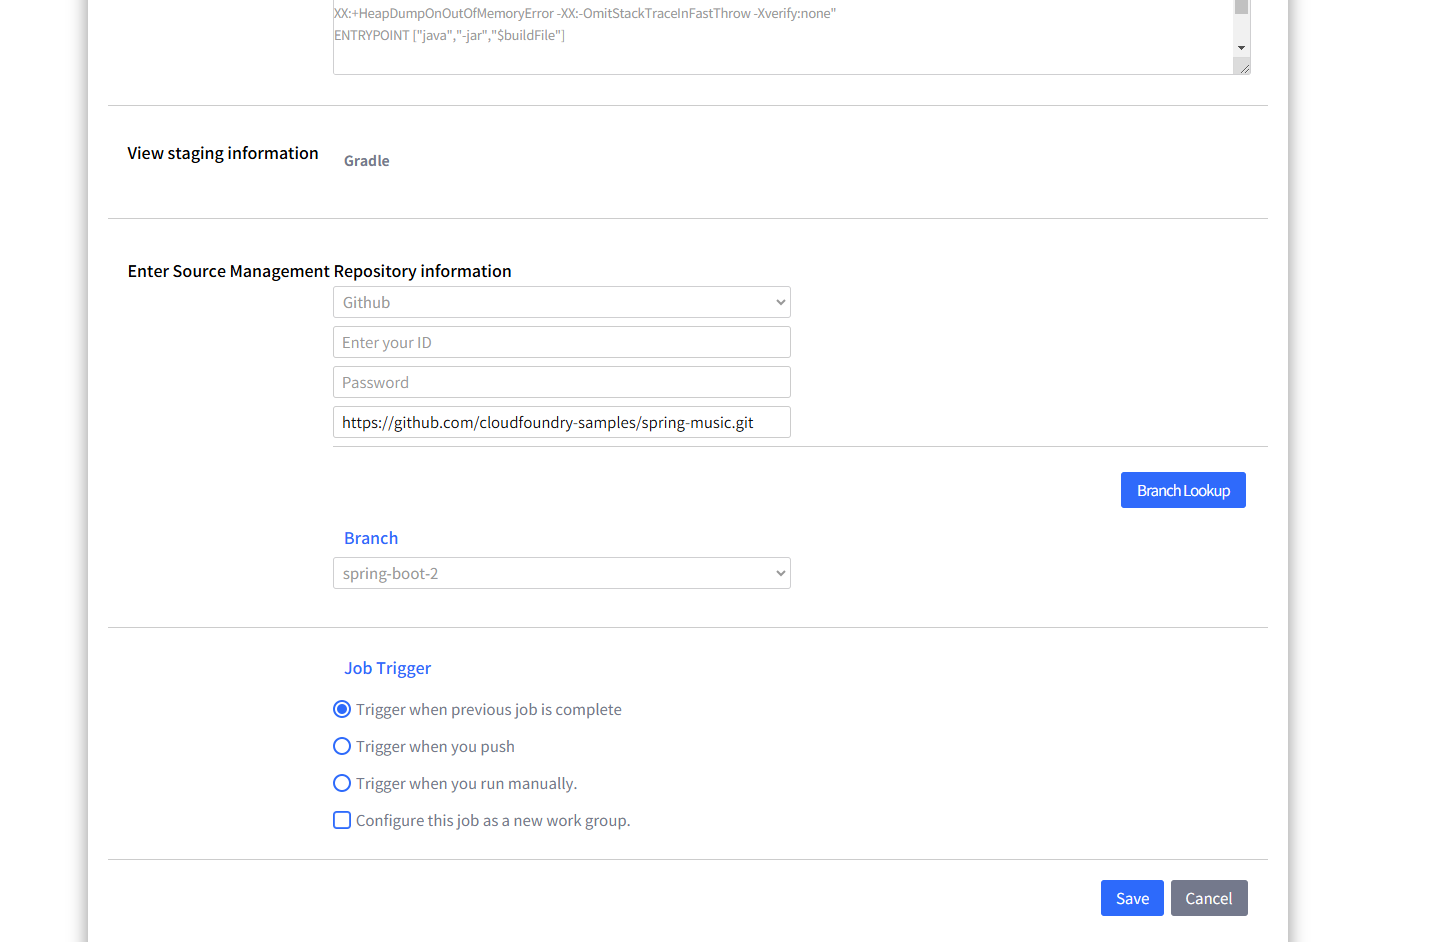 XX:+HeapDumpOnOutOfMemoryError -XX:-OmitStackTraceInFastThrow -Xverify:none"
ENTRYPOINT ["java","-jar","$buildFile"]
View staging information
Gradle
Enter Source Management Repository information
Github
Enter your ID
Password
https://github.com/cloudfoundry-samples/spring-music.git
Branch Lookup
Branch
spring-boot-2
Job Trigger
Trigger when previous job is complete
Trigger when you push
Trigger when you run manually.
Configure this job as a new work group.
Save Cancel